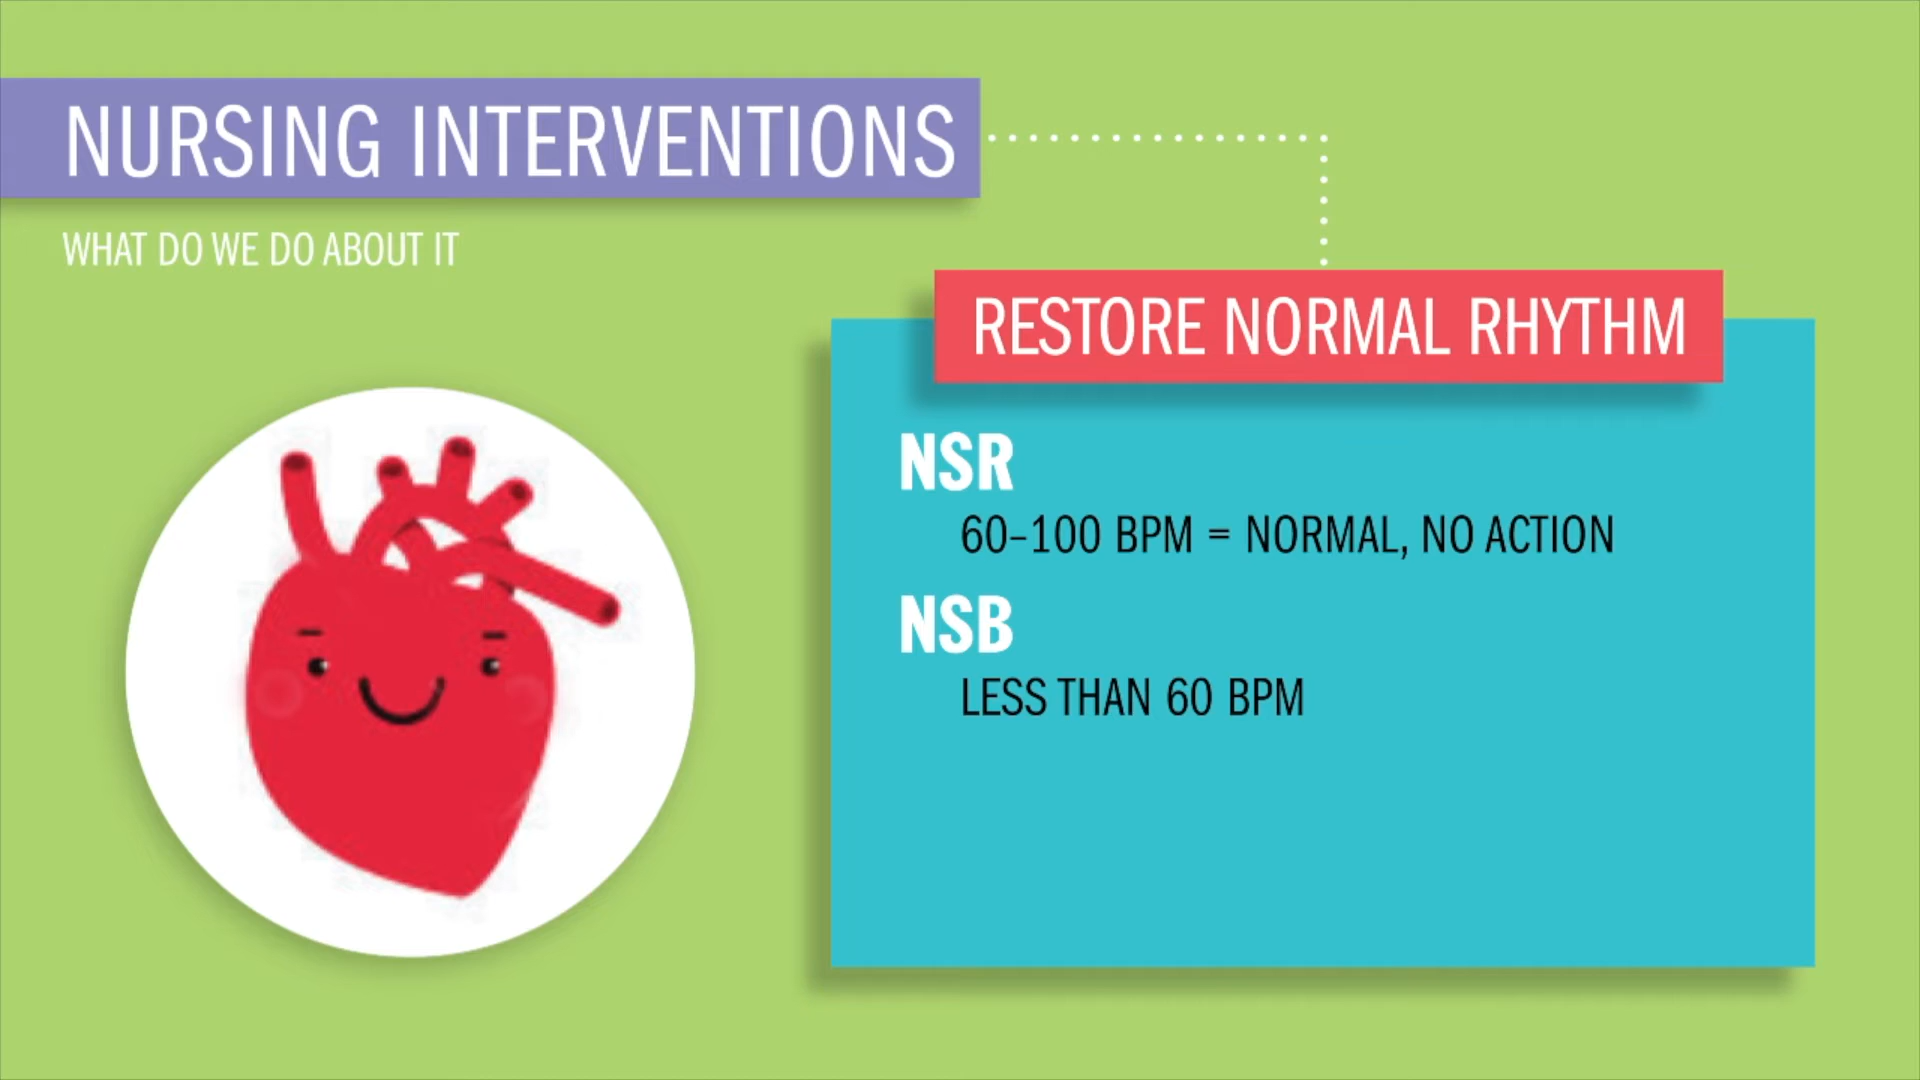 NURSING INTERVENTIONS
WHAT DO WE DO ABOUT IT
RESTORE NORMAL RHYTHM
NSR
60–100 BPM = NORMAL, NO ACTION
NSB
LESS THAN 60 BPM